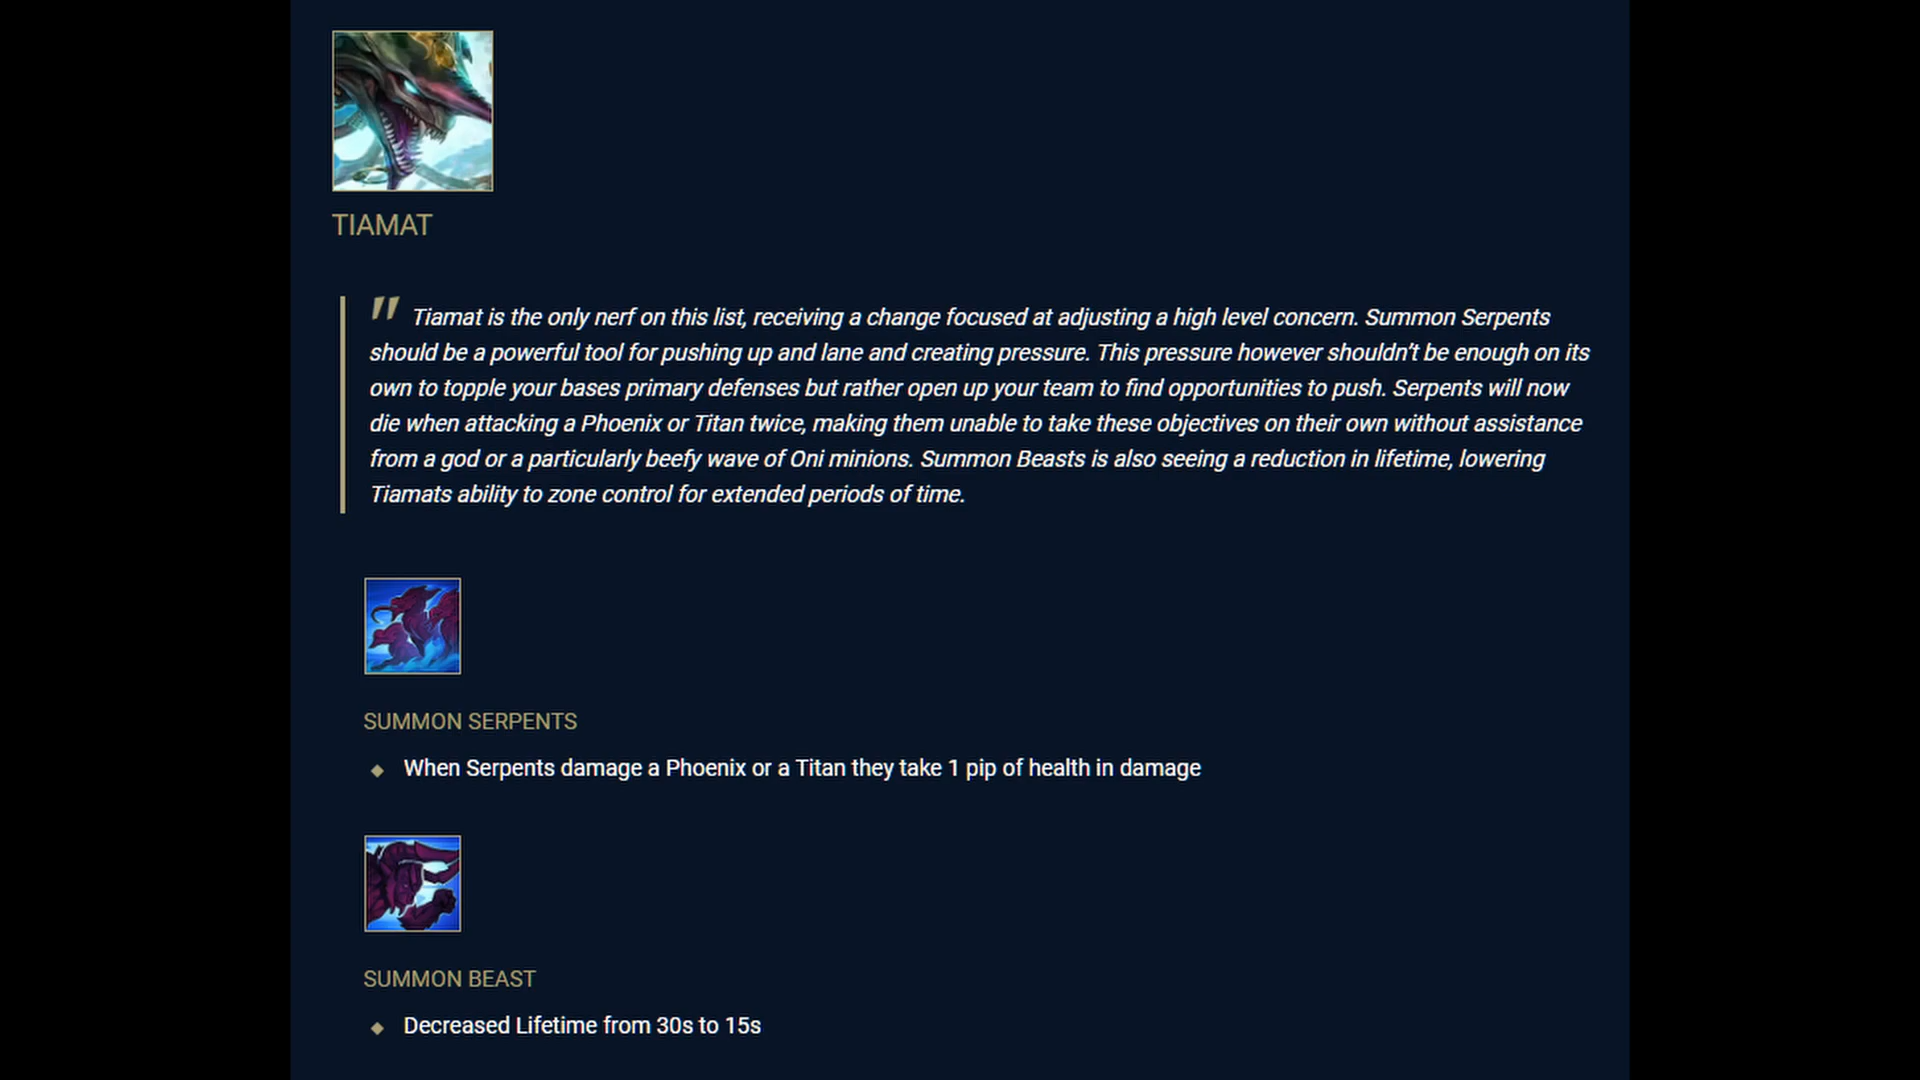 TIAMAT
" Tiamat is the only nerf on this list, receiving a change focused at adjusting a high level concern. Summon Serpents
should be a powerful tool for pushing up and lane and creating pressure. This pressure however shouldn't be enough on its
own to topple your bases primary defenses but rather open up your team to find opportunities to push. Serpents will now
die when attacking a Phoenix or Titan twice, making them unable to take these objectives on their own without assistance
from a god or a particularly beefy wave of Oni minions. Summon Beasts is also seeing a reduction in lifetime, lowering
Tiamats ability to zone control for extended periods of time.
SUMMON SERPENTS
◆ When Serpents damage a Phoenix or a Titan they take 1 pip of health in damage
SUMMON BEAST
◆ Decreased Lifetime from 30s to 15s